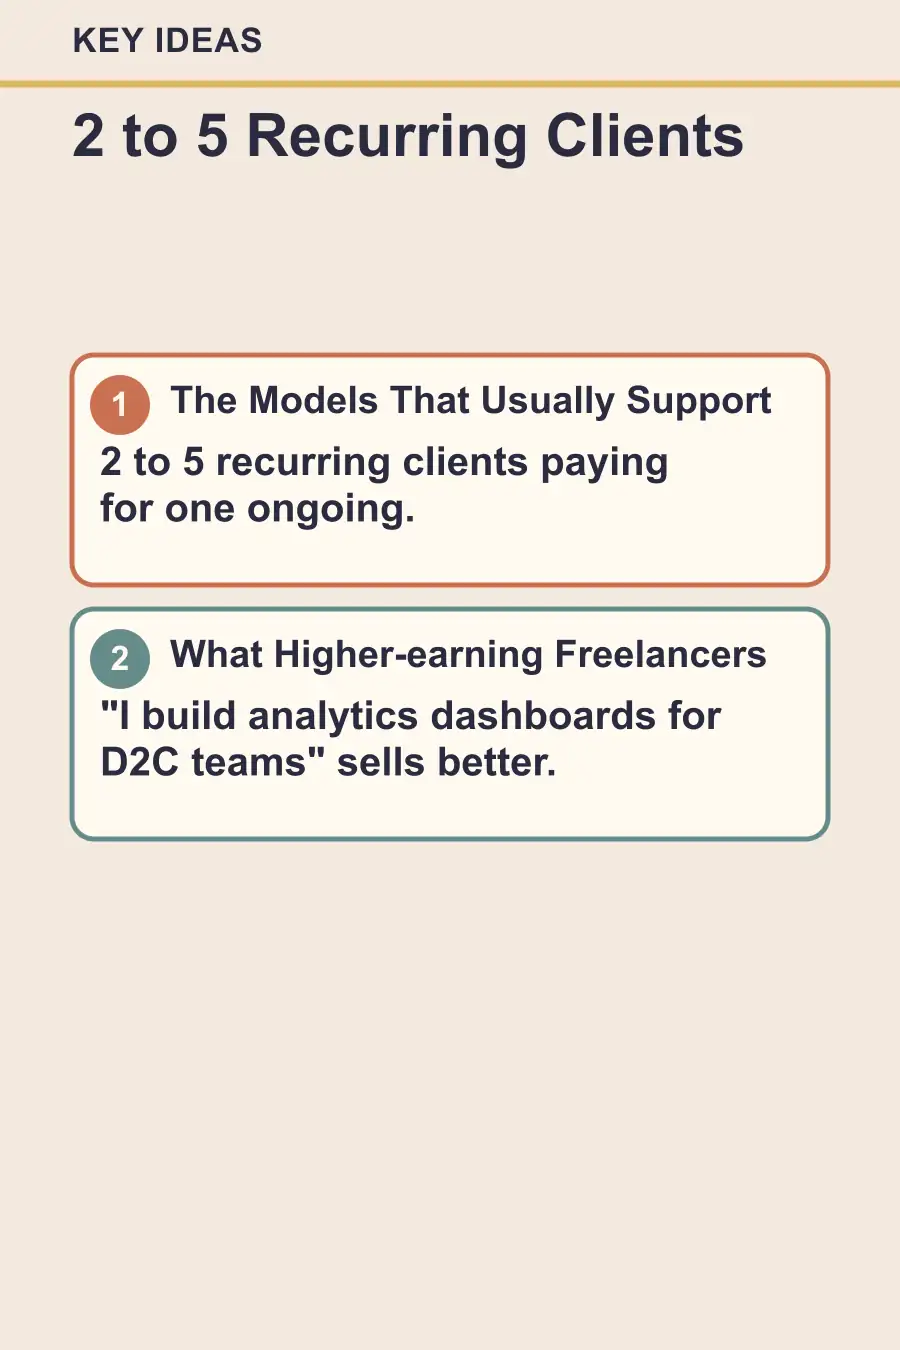 KEY IDEAS
2 to 5 Recurring Clients
1 The Models That Usually Support
2 to 5 recurring clients paying
for one ongoing.
2 What Higher-earning Freelancers
"I build analytics dashboards for
D2C teams" sells better.